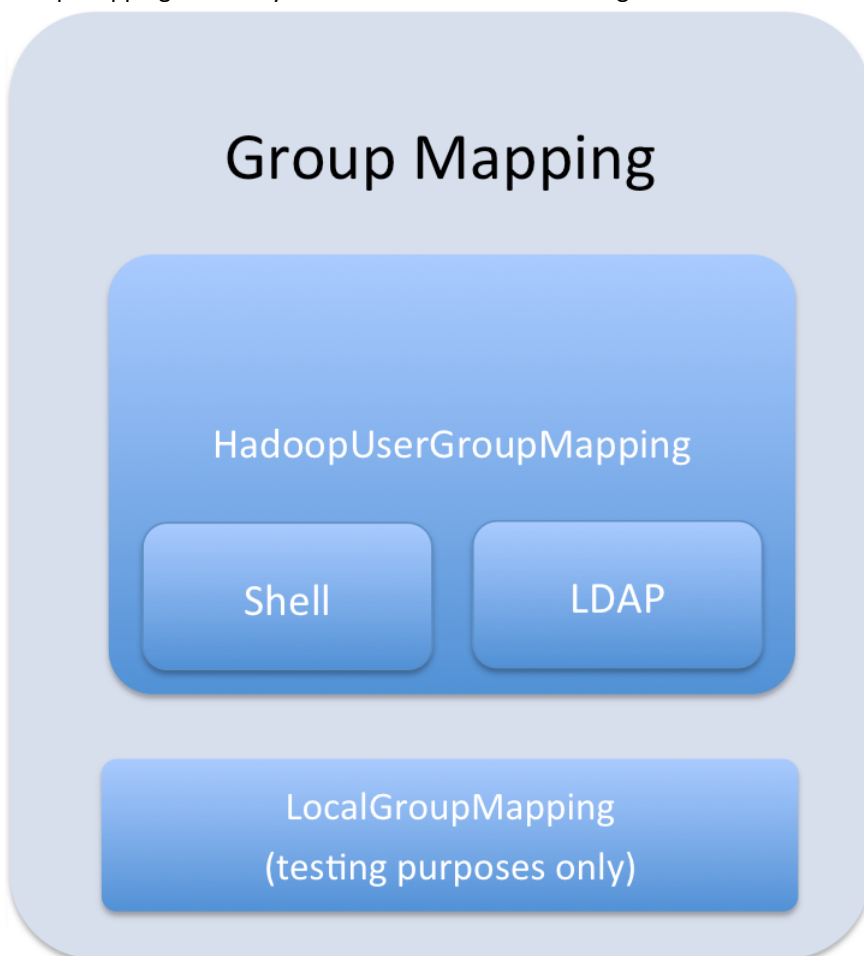 Group Mapping
HadoopUserGroupMapping
Shell
LDAP
LocalGroupMapping
(testing purposes only)